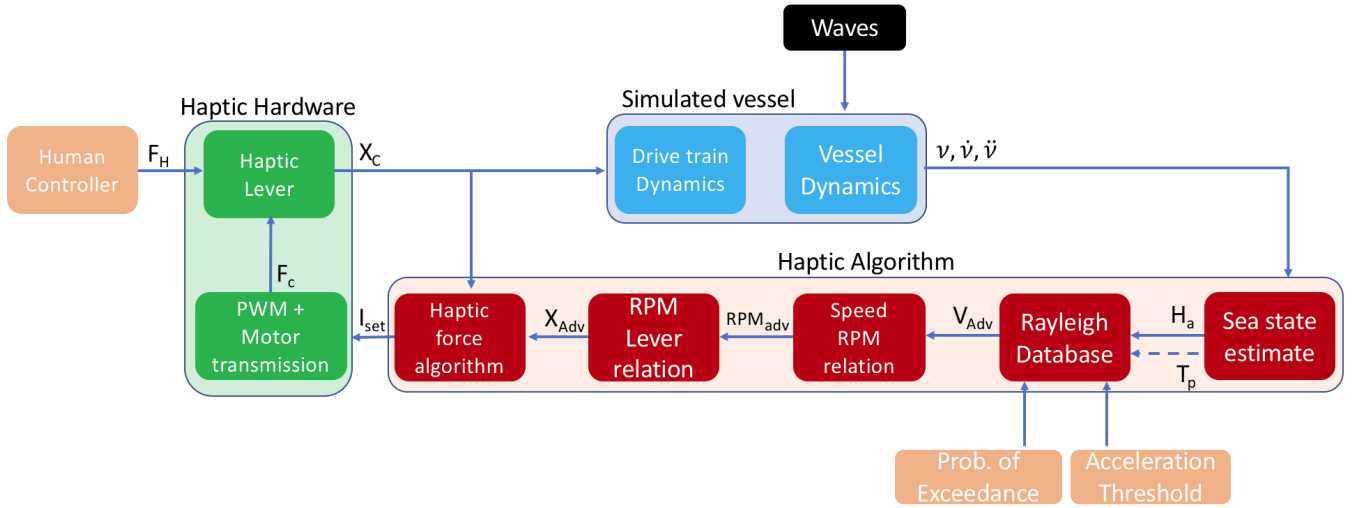 Waves
Haptic Hardware
Simulated vessel
Human
Controller
F_H
Haptic
Lever
X_C
Drive train
Dynamics
Vessel
Dynamics
ν, ν̇, ν̈
Haptic Algorithm
F_c
PWM +
Motor
transmission
I_set
Haptic
force
algorithm
X_Adv
RPM
Lever
relation
RPM_adv
Speed
RPM
relation
V_Adv
Rayleigh
Database
H_a
T_p
Sea state
estimate
Prob. of
Exceedance
Acceleration
Threshold